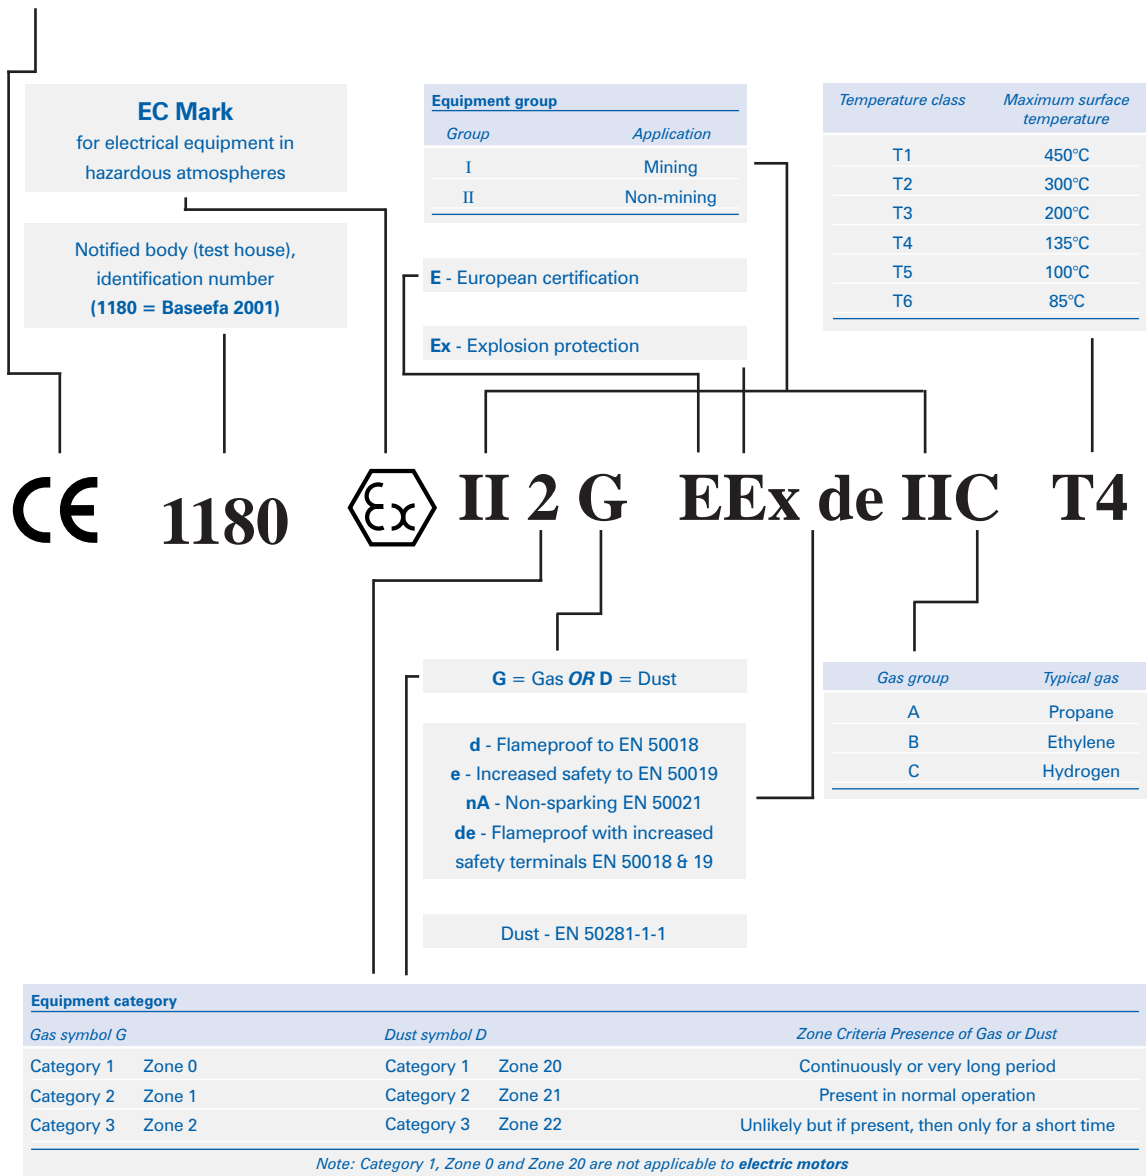 EC Mark
for electrical equipment in
hazardous atmospheres
Notified body (test house),
identification number
(1180 = Baseefa 2001)
Equipment group
Group Application
I Mining
II Non-mining
E - European certification
Ex - Explosion protection
Temperature class Maximum surface
temperature
T1 450°C
T2 300°C
T3 200°C
T4 135°C
T5 100°C
T6 85°C
CE 1180 Ex II 2 G EEx de IIC T4
G = Gas OR D = Dust
d - Flameproof to EN 50018
e - Increased safety to EN 50019
nA - Non-sparking EN 50021
de - Flameproof with increased
safety terminals EN 50018 & 19
Dust - EN 50281-1-1
Gas group Typical gas
A Propane
B Ethylene
C Hydrogen
Equipment category
Gas symbol G Dust symbol D Zone Criteria Presence of Gas or Dust
Category 1 Zone 0 Category 1 Zone 20 Continuously or very long period
Category 2 Zone 1 Category 2 Zone 21 Present in normal operation
Category 3 Zone 2 Category 3 Zone 22 Unlikely but if present, then only for a short time
Note: Category 1, Zone 0 and Zone 20 are not applicable to electric motors